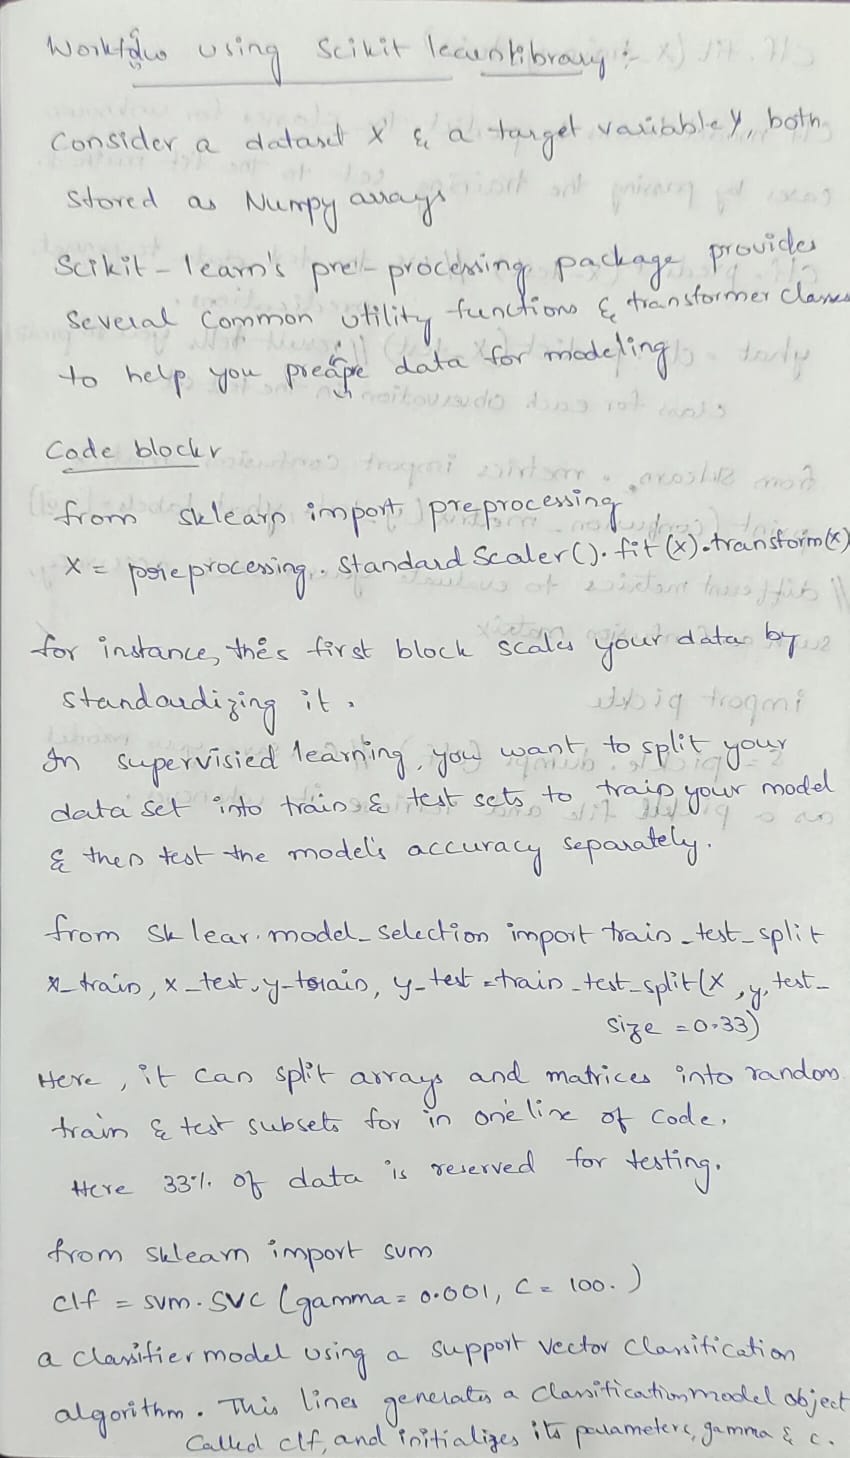 Workflow using Scikit learn library :-
Consider a dataset X & a target variable y, both
stored as Numpy arrays
Scikit-learn's pre-processing package provides
Several Common utility functions & transformer classes
to help you preapre data for modeling
Code blocks
from sklearn import preprocessing
X = preprocessing.StandardScaler().fit(x).transform(x)
for instance, this first block scales your data by
standardizing it.
In supervisied learning, you want to split your
data set into train & test sets to train your model
& then test the model's accuracy separately.
from sklear.model_selection import train_test_split
x_train, x_test, y_train, y_test = train_test_split(X, y, test_
size = 0.33)
Here, it can split arrays and matrices into random
train & test subsets for in one line of code.
Here 33% of data is reserved for testing.
from sklearn import svm
clf = svm.SVC (gamma = 0.001, C = 100.)
a classifier model using a support vector classification
algorithm. This lines generates a classification model object
Called clf, and initializes its parameters, gamma & c.